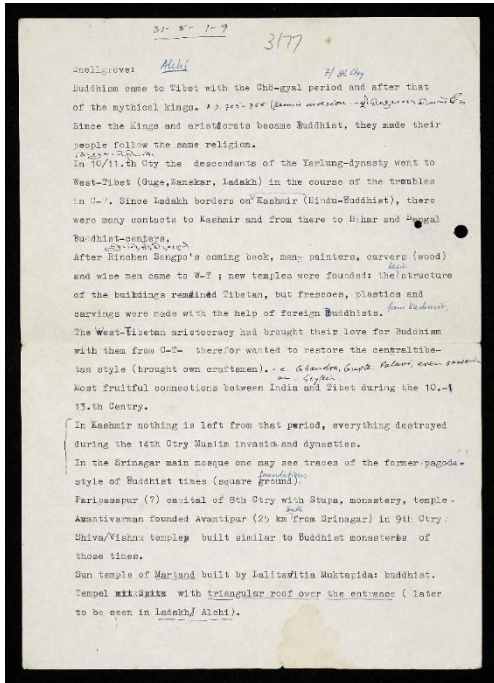 31-8-1-9
3177
Snellgrove: Alchi
7/ 8th Ctry
Buddhism came to Tibet with the Chö-gyal period and after that
of the mythical kings.
Since the Kings and aristocrats became Buddhist, they made their
people follow the same religion.
In 10/11.th Cty the descendants of the Yarlung-dynasty went to
West-Tibet (Guge,Zanskar, Ladakh) in the course of the troubles
in C-T. Since Ladakh borders on Kashmir (Hindu-Buddhist), there
were many contacts to Kashmir and from there to Bihar and Bengal
Buddhist-centers,
After Rinchen Sangpo's coming back, many painters, carvers (wood)
and wise men came to W-T ; new temples were founded: the basic structure
of the buildings remained Tibetan, but frescoes, plastics and
carvings were made with the help of foreign Buddhists. from Kashmir.
The West-Tibetan aristocracy had brought their love for Buddhism
with them from C-T- therefor wanted to restore the centraltibe-
tan style (brought own craftsmen).
Most fruitful connections between India and Tibet during the 10.-
13.th Centry.
In Kashmir nothing is left from that period, everything destroyed
during the 14th Ctry Muslim invasion and dynasties.
In the Srinagar main mosque one may see traces of the former pagoda-
style of Buddhist times (square ground). foundations
Paripasapur (?) capital of 8th Ctry with Stupa, monastery, temple.
Awantivarman founded Avantipur (25 km from Srinagar) in 9th Ctry
Shiva/Vishnu temples built similar to Buddhist monasteries of
those times.
Sun temple of Martand built by Muktapida: buddhist.
Tempel with triangular roof over the entrance ( later
to be seen in Ladakh/ Alchi).